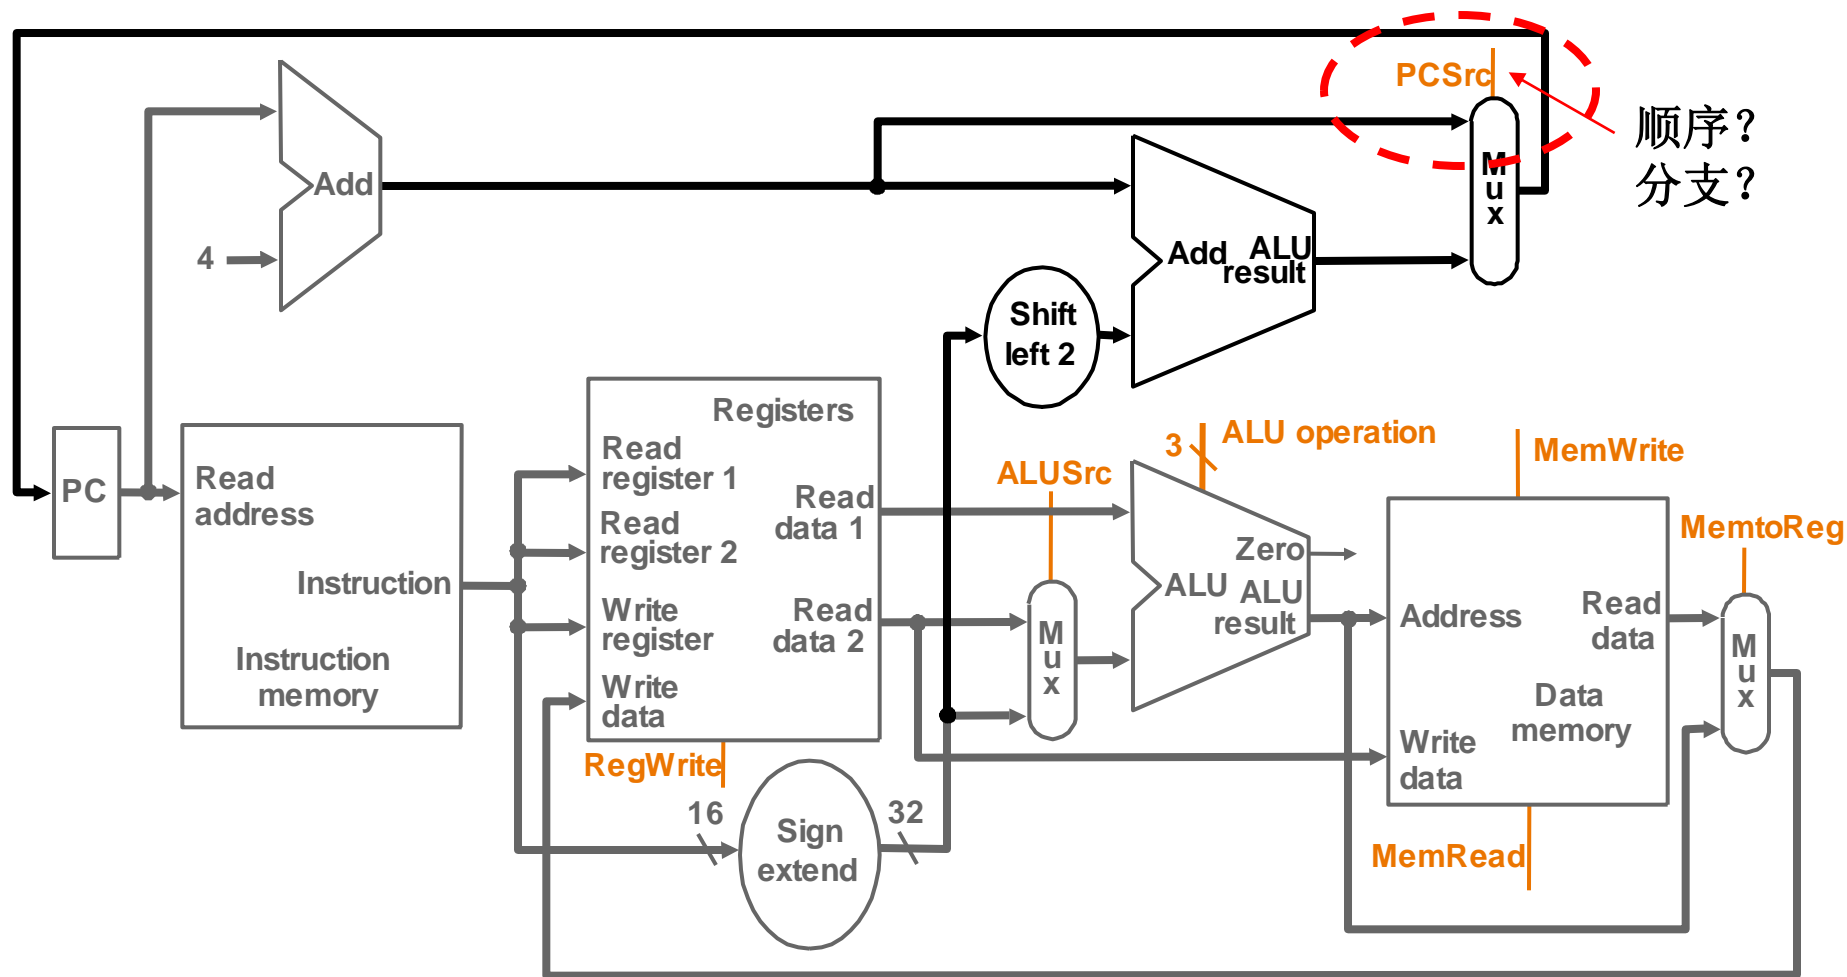 PCSrc
顺序？
分支？
M
u
x
Add
4
Add
ALU
result
Shift
left 2
PC
Read
address
Instruction
Instruction
memory
Registers
Read
register 1
Read
register 2
Write
register
Write
data
Read
data 1
Read
data 2
RegWrite
16
Sign
extend
32
ALUSrc
M
u
x
3
ALU operation
Zero
ALU
ALU
result
MemWrite
Address
Read
data
Write
data
Data
memory
MemRead
MemtoReg
M
u
x